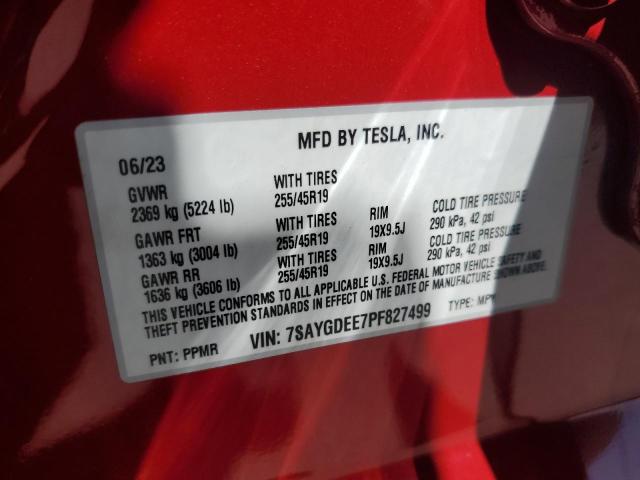 MFD BY TESLA, INC.
06/23
GVWR WITH TIRES
2369 kg (5224 lb) 255/45R19
GAWR FRT WITH TIRES RIM COLD TIRE PRESSURE
1363 kg (3004 lb) 255/45R19 19X9.5J 290 kPa, 42 psi
GAWR RR WITH TIRES RIM COLD TIRE PRESSURE
1636 kg (3606 lb) 255/45R19 19X9.5J 290 kPa, 42 psi
THIS VEHICLE CONFORMS TO ALL APPLICABLE U.S. FEDERAL MOTOR VEHICLE SAFETY AND
THEFT PREVENTION STANDARDS IN EFFECT ON THE DATE OF MANUFACTURE SHOWN ABOVE.
PNT: PPMR VIN: 7SAYGDEE7PF827499 TYPE: MPV